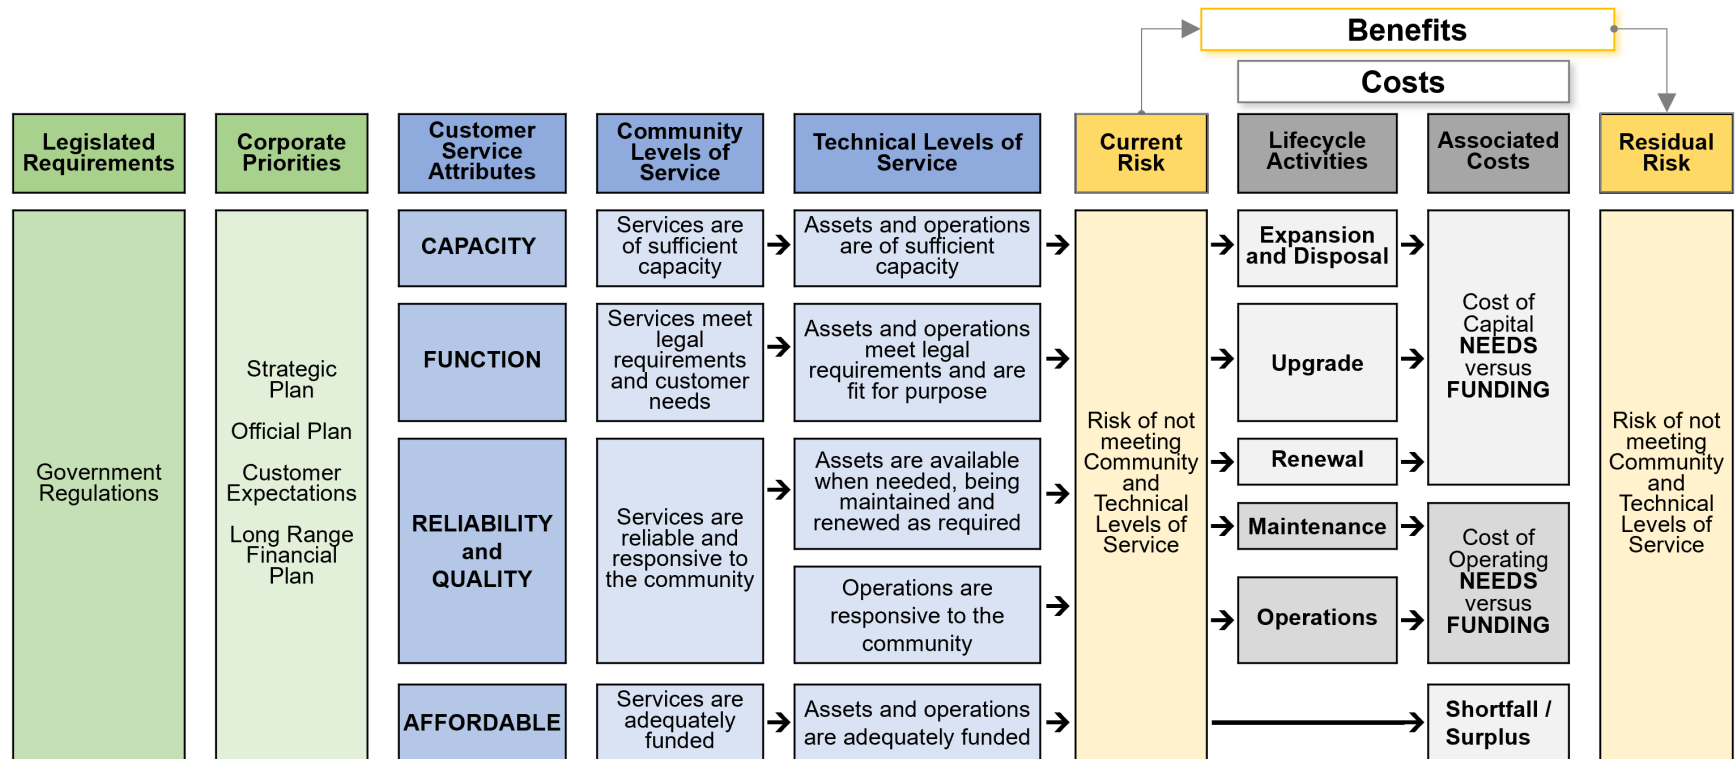 Benefits
Costs
Legislated
Requirements
Corporate
Priorities
Customer
Service
Attributes
Community
Levels of
Service
Technical Levels of
Service
Current
Risk
Lifecycle
Activities
Associated
Costs
Residual
Risk
Government
Regulations
Strategic
Plan
Official Plan
Customer
Expectations
Long Range
Financial
Plan
CAPACITY
Services are
of sufficient
capacity
Assets and operations
are of sufficient
capacity
FUNCTION
Services meet
legal
requirements
and customer
needs
Assets and operations
meet legal
requirements and are
fit for purpose
RELIABILITY
and
QUALITY
Services are
reliable and
responsive to
the community
Assets are available
when needed, being
maintained and
renewed as required
Operations are
responsive to the
community
AFFORDABLE
Services are
adequately
funded
Assets and operations
are adequately funded
Risk of not
meeting
Community
and
Technical
Levels of
Service
Expansion
and Disposal
Upgrade
Renewal
Maintenance
Operations
Cost of
Capital
NEEDS
versus
FUNDING
Cost of
Operating
NEEDS
versus
FUNDING
Shortfall /
Surplus
Risk of not
meeting
Community
and
Technical
Levels of
Service